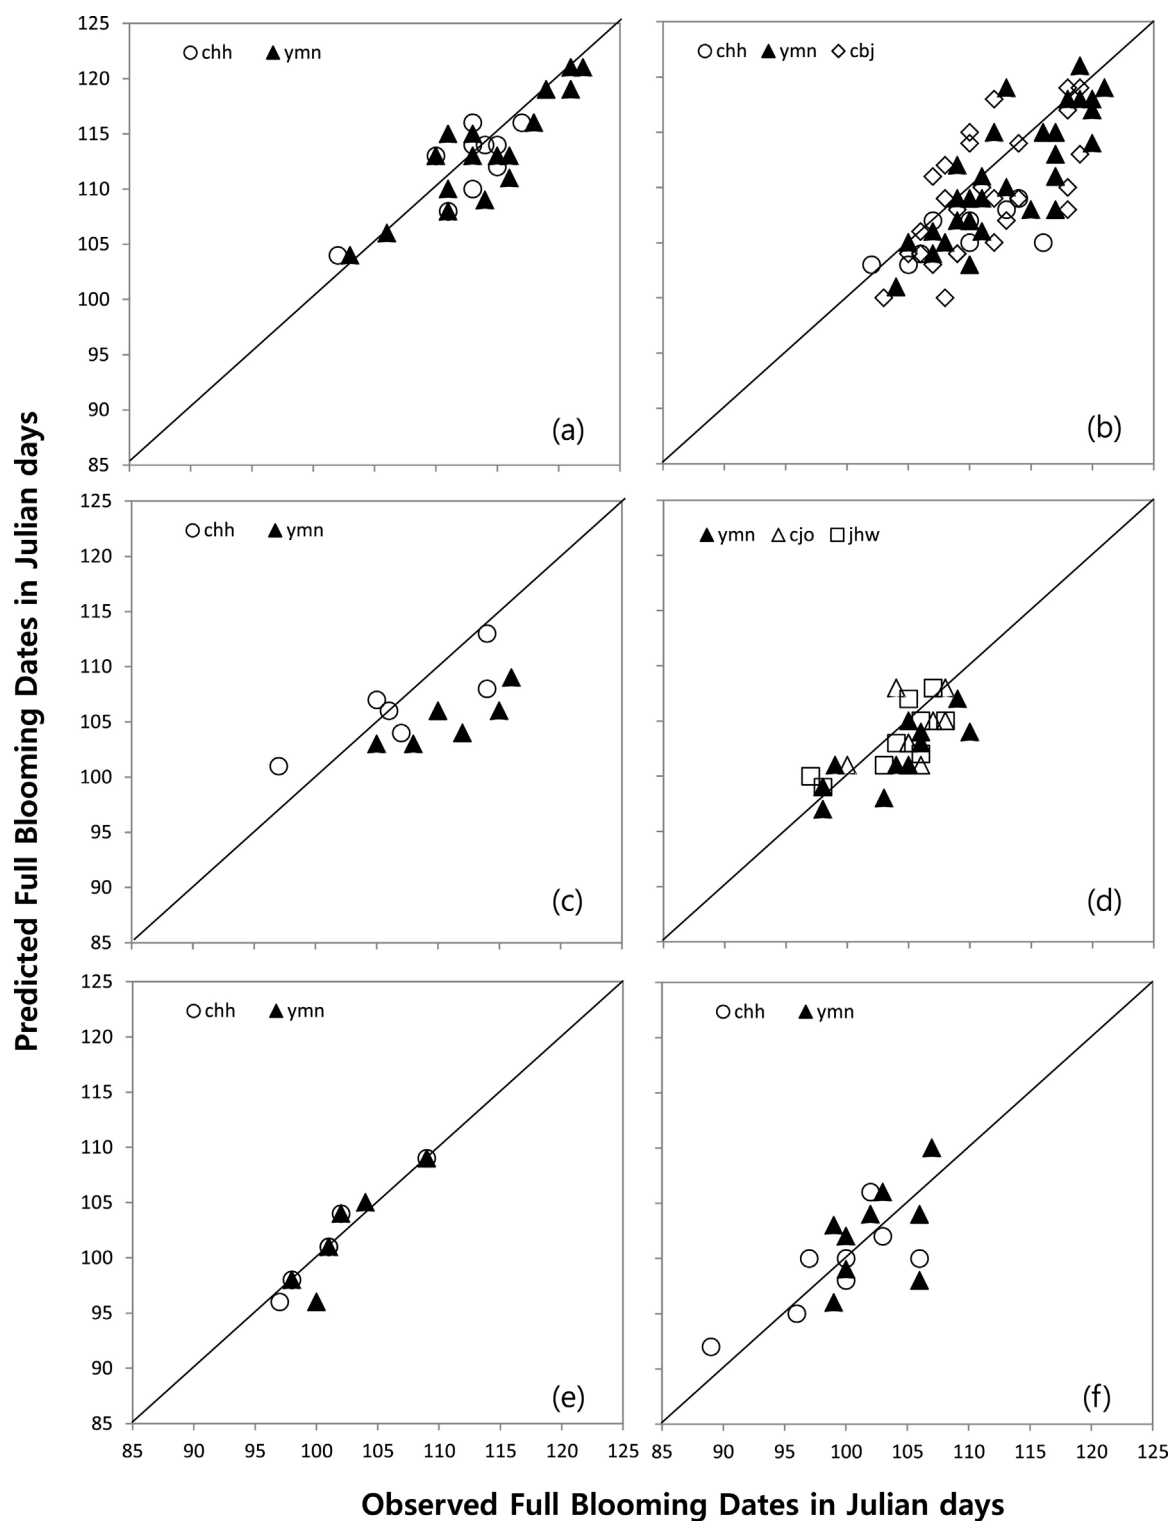 125
120
115
110
105
100
95
90
85
chh ymn
(a)
chh ymn cbj
(b)
125
120
115
110
105
100
95
90
85
chh ymn
(c)
ymn cjo jhw
(d)
125
120
115
110
105
100
95
90
85
chh ymn
(e)
chh ymn
(f)
85 90 95 100 105 110 115 120 125
85 90 95 100 105 110 115 120 125
Predicted Full Blooming Dates in Julian days
Observed Full Blooming Dates in Julian days